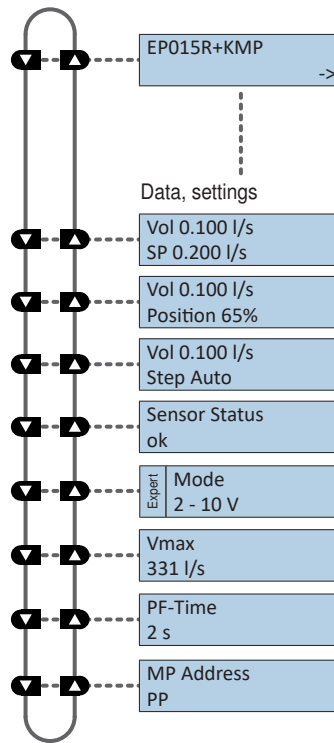 EP015R+KMP
->
Data, settings
Vol 0.100 l/s
SP 0.200 l/s
Vol 0.100 l/s
Position 65%
Vol 0.100 l/s
Step Auto
Sensor Status
ok
Expert
Mode
2 - 10 V
Vmax
331 l/s
PF-Time
2 s
MP Address
PP